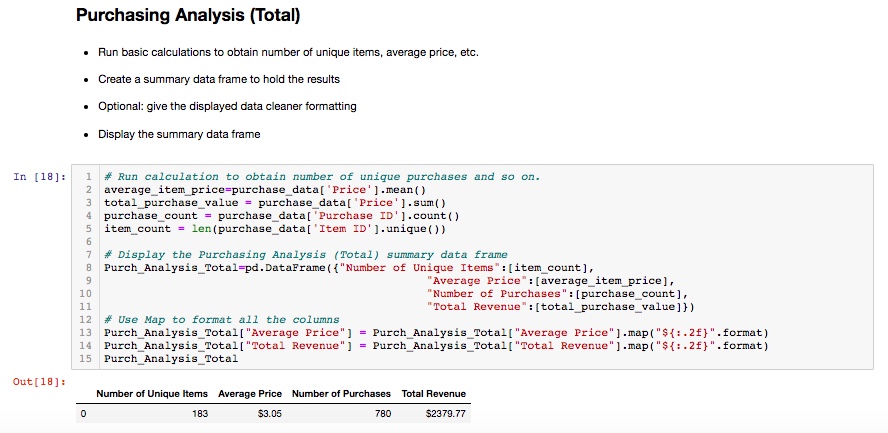 Purchasing Analysis (Total)
• Run basic calculations to obtain number of unique items, average price, etc.
• Create a summary data frame to hold the results
• Optional: give the displayed data cleaner formatting
• Display the summary data frame
In [18]:
1 # Run calculation to obtain number of unique purchases and so on.
2 average_item_price=purchase_data['Price'].mean()
3 total_purchase_value = purchase_data['Price'].sum()
4 purchase_count = purchase_data['Purchase ID'].count()
5 item_count = len(purchase_data['Item ID'].unique())
6
7 # Display the Purchasing Analysis (Total) summary data frame
8 Purch_Analysis_Total=pd.DataFrame({"Number of Unique Items":[item_count],
9 "Average Price":[average_item_price],
10 "Number of Purchases":[purchase_count],
11 "Total Revenue":[total_purchase_value]})
12 # Use Map to format all the columns
13 Purch_Analysis_Total["Average Price"] = Purch_Analysis_Total["Average Price"].map("${:.2f}".format)
14 Purch_Analysis_Total["Total Revenue"] = Purch_Analysis_Total["Total Revenue"].map("${:.2f}".format)
15 Purch_Analysis_Total
Out[18]:
Number of Unique Items Average Price Number of Purchases Total Revenue
0 183 $3.05 780 $2379.77